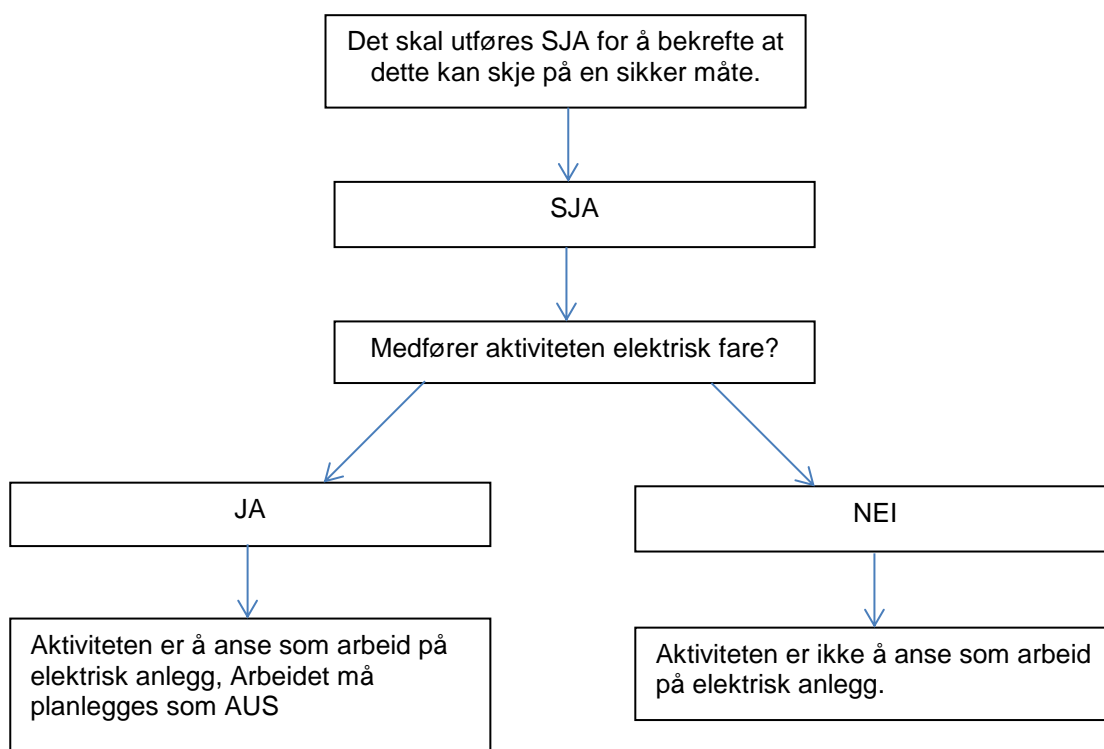 Det skal utføres SJA for å bekrefte at
dette kan skje på en sikker måte.
SJA
Medfører aktiviteten elektrisk fare?
JA
NEI
Aktiviteten er å anse som arbeid på
elektrisk anlegg, Arbeidet må
planlegges som AUS
Aktiviteten er ikke å anse som arbeid
på elektrisk anlegg.